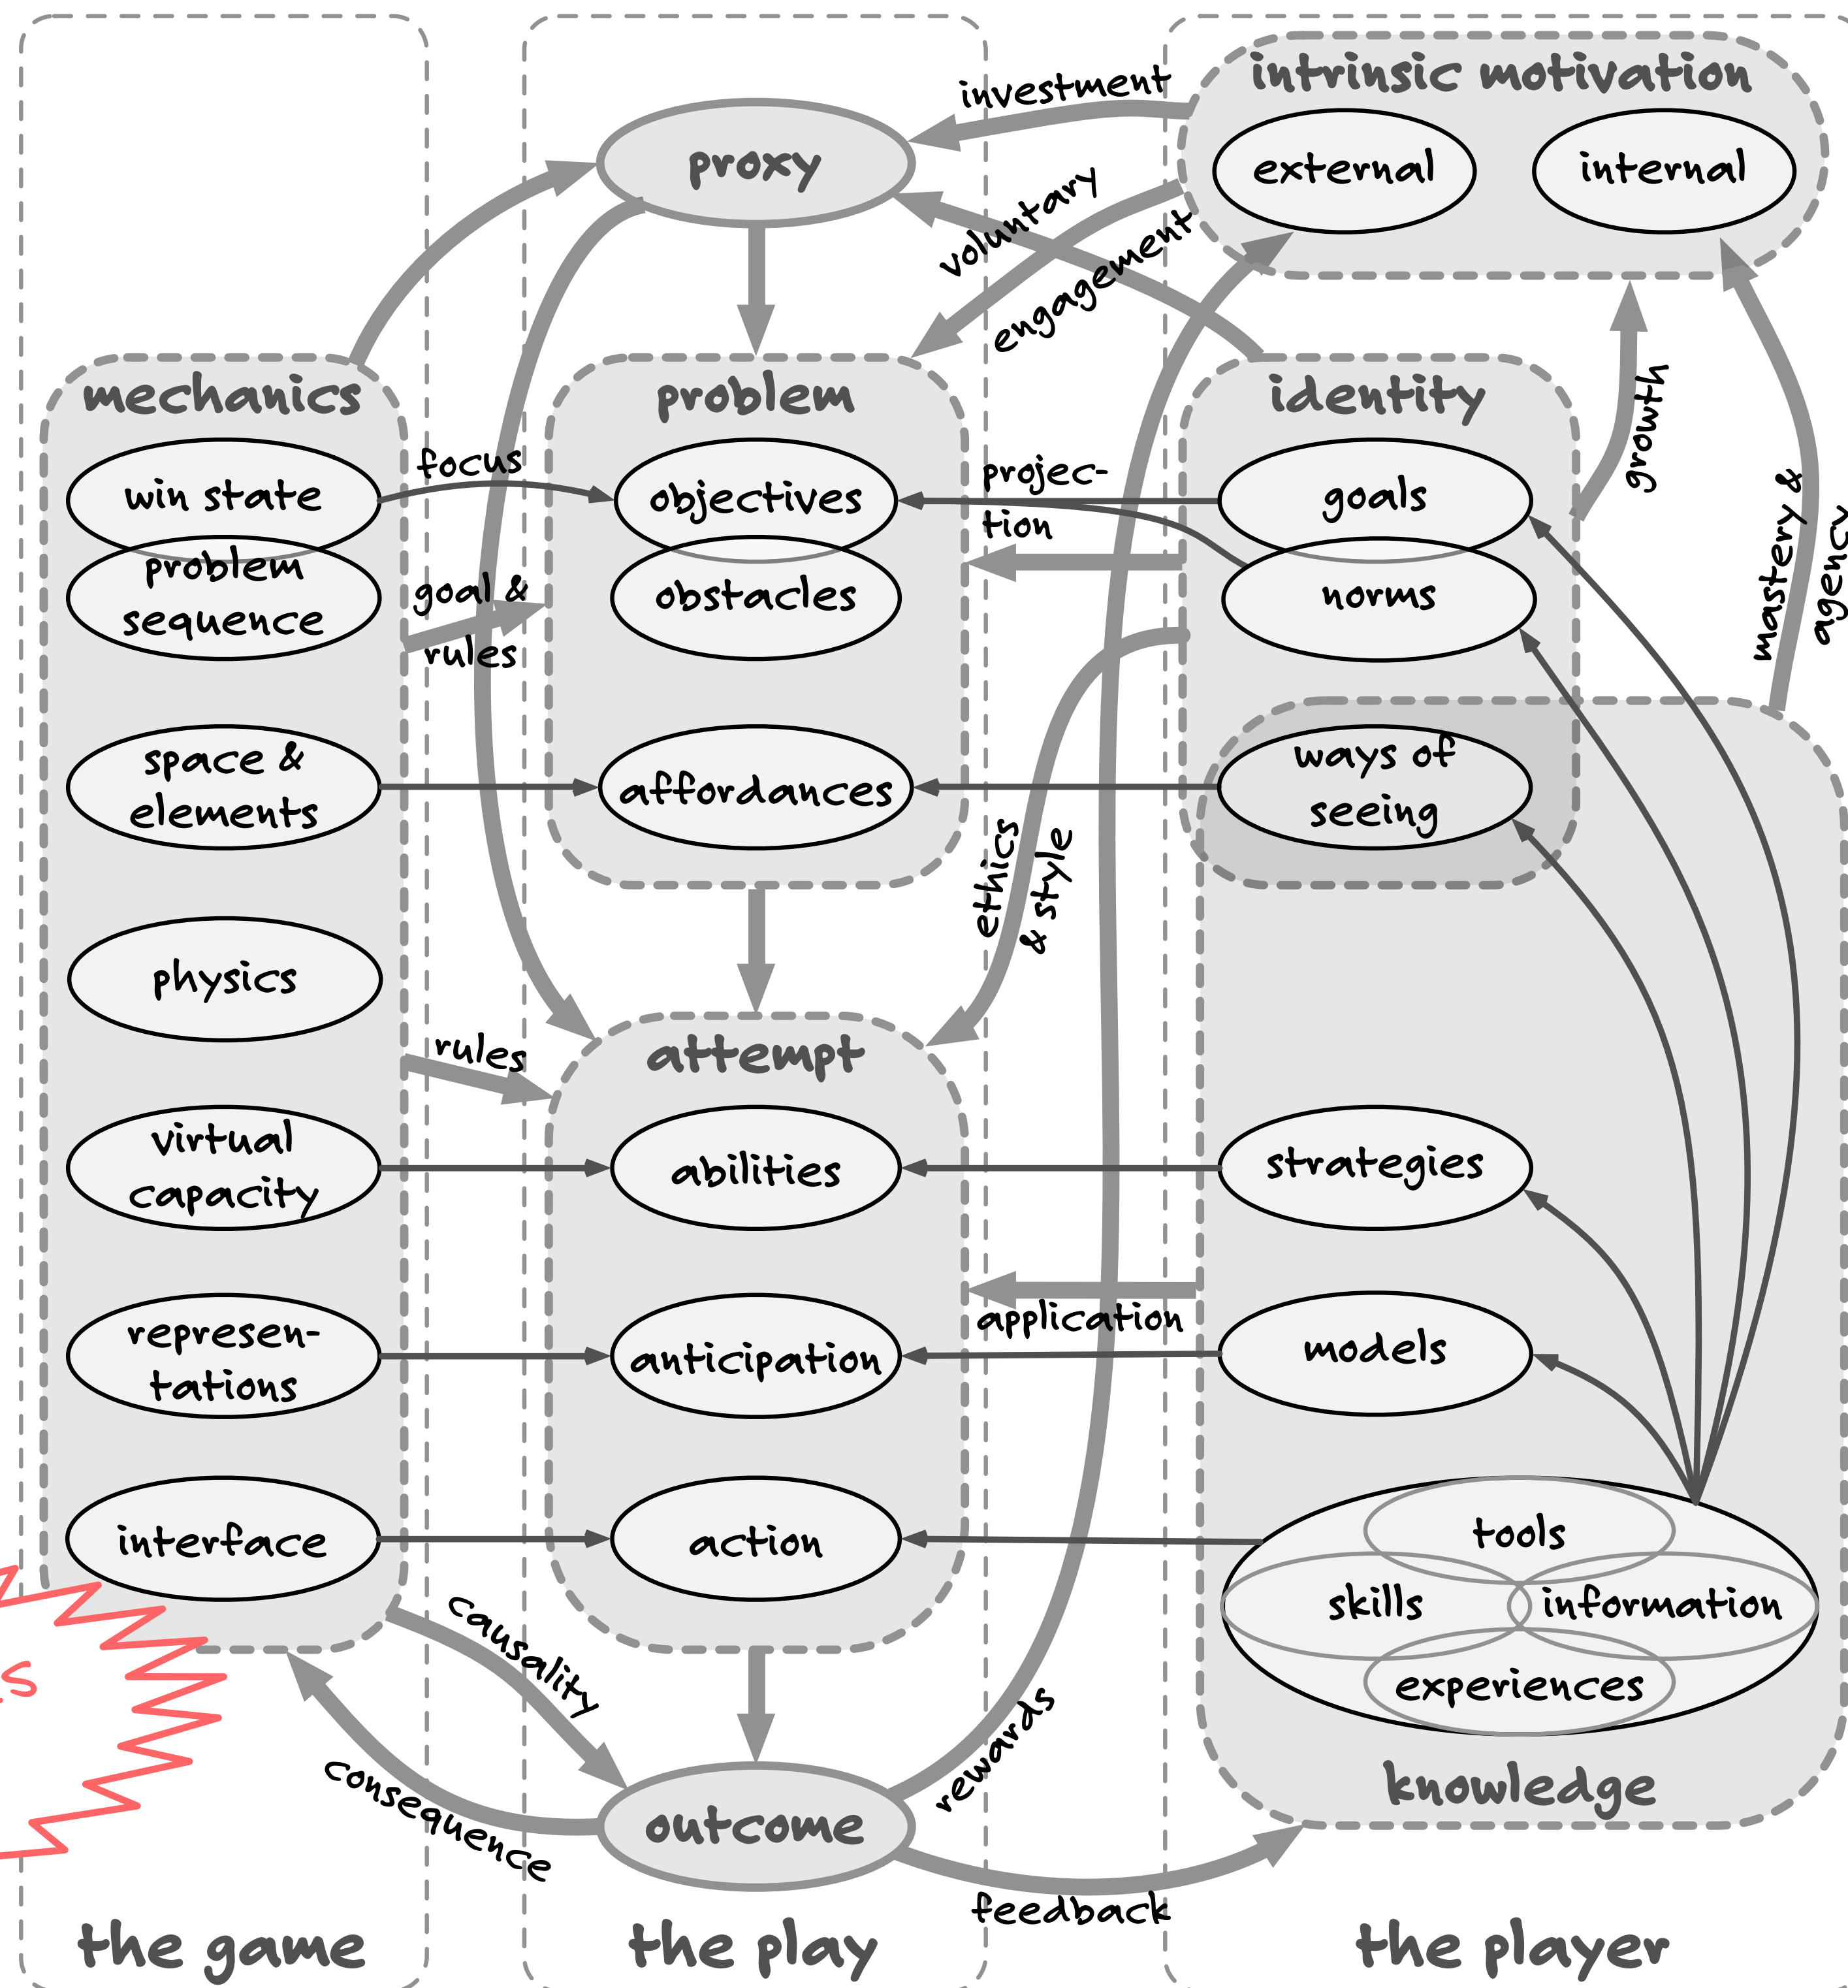 intrinsic motivation
external
internal
investment
proxy
voluntary
engagement
mechanics
win state
problem
sequence
space &
elements
physics
virtual
capacity
represen-
tations
interface
focus
goal &
rules
rules
problem
objectives
obstacles
affordances
projec-
tion
identity
goals
norms
ways of
seeing
growth
mastery &
agency
ethics
& style
attempt
abilities
anticipation
action
application
strategies
models
tools
skills
information
experiences
knowledge
causality
consequence
outcome
rewards
feedback
the game
the play
the player